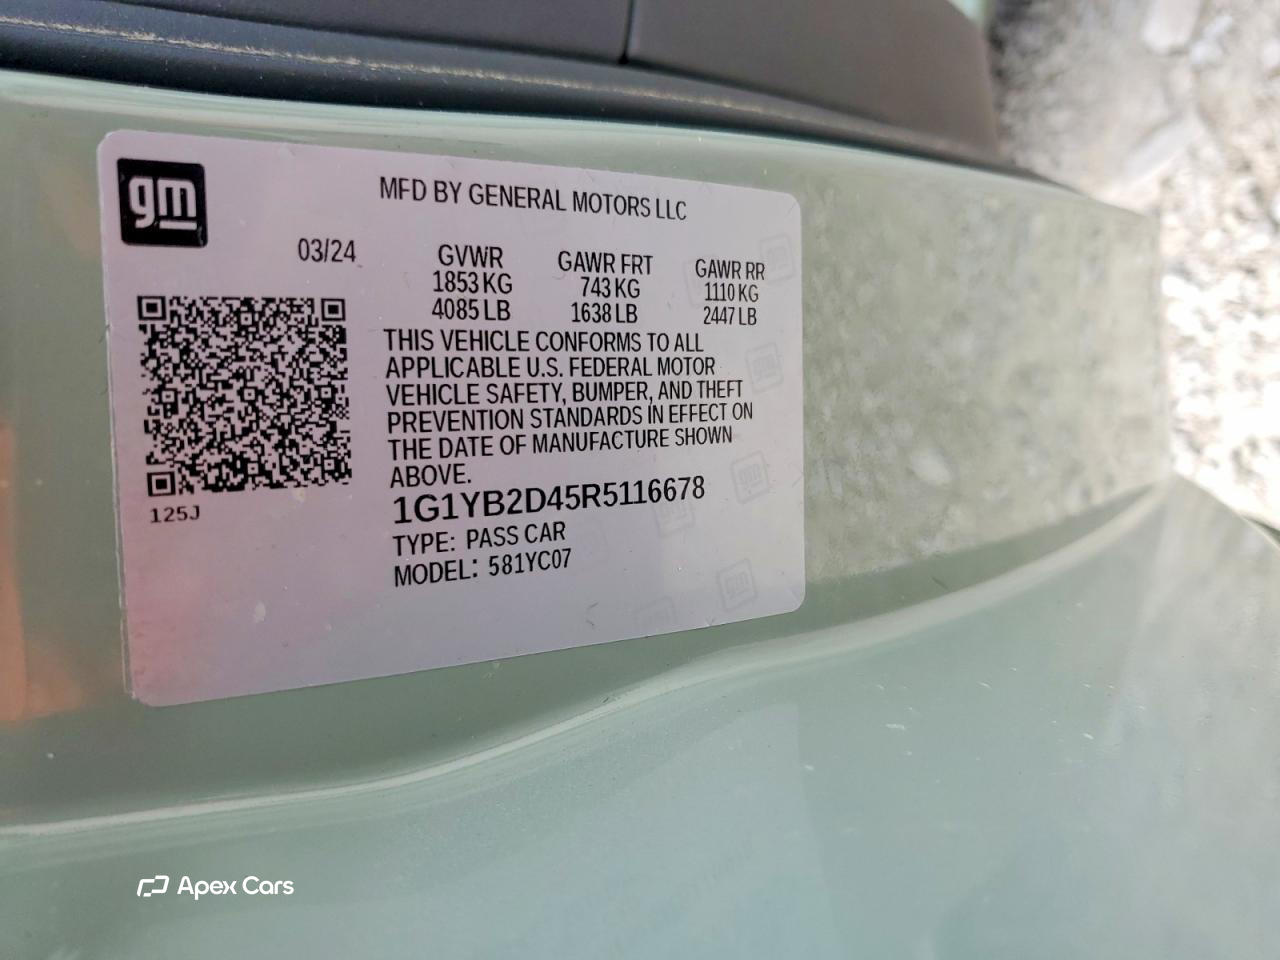 gm
MFD BY GENERAL MOTORS LLC
03/24
GVWR GAWR FRT GAWR RR
1853 KG 743 KG 1110 KG
4085 LB 1638 LB 2447 LB
THIS VEHICLE CONFORMS TO ALL
APPLICABLE U.S. FEDERAL MOTOR
VEHICLE SAFETY, BUMPER, AND THEFT
PREVENTION STANDARDS IN EFFECT ON
THE DATE OF MANUFACTURE SHOWN
ABOVE.
125J
1G1YB2D45R5116678
TYPE: PASS CAR
MODEL: 581YC07
Apex Cars